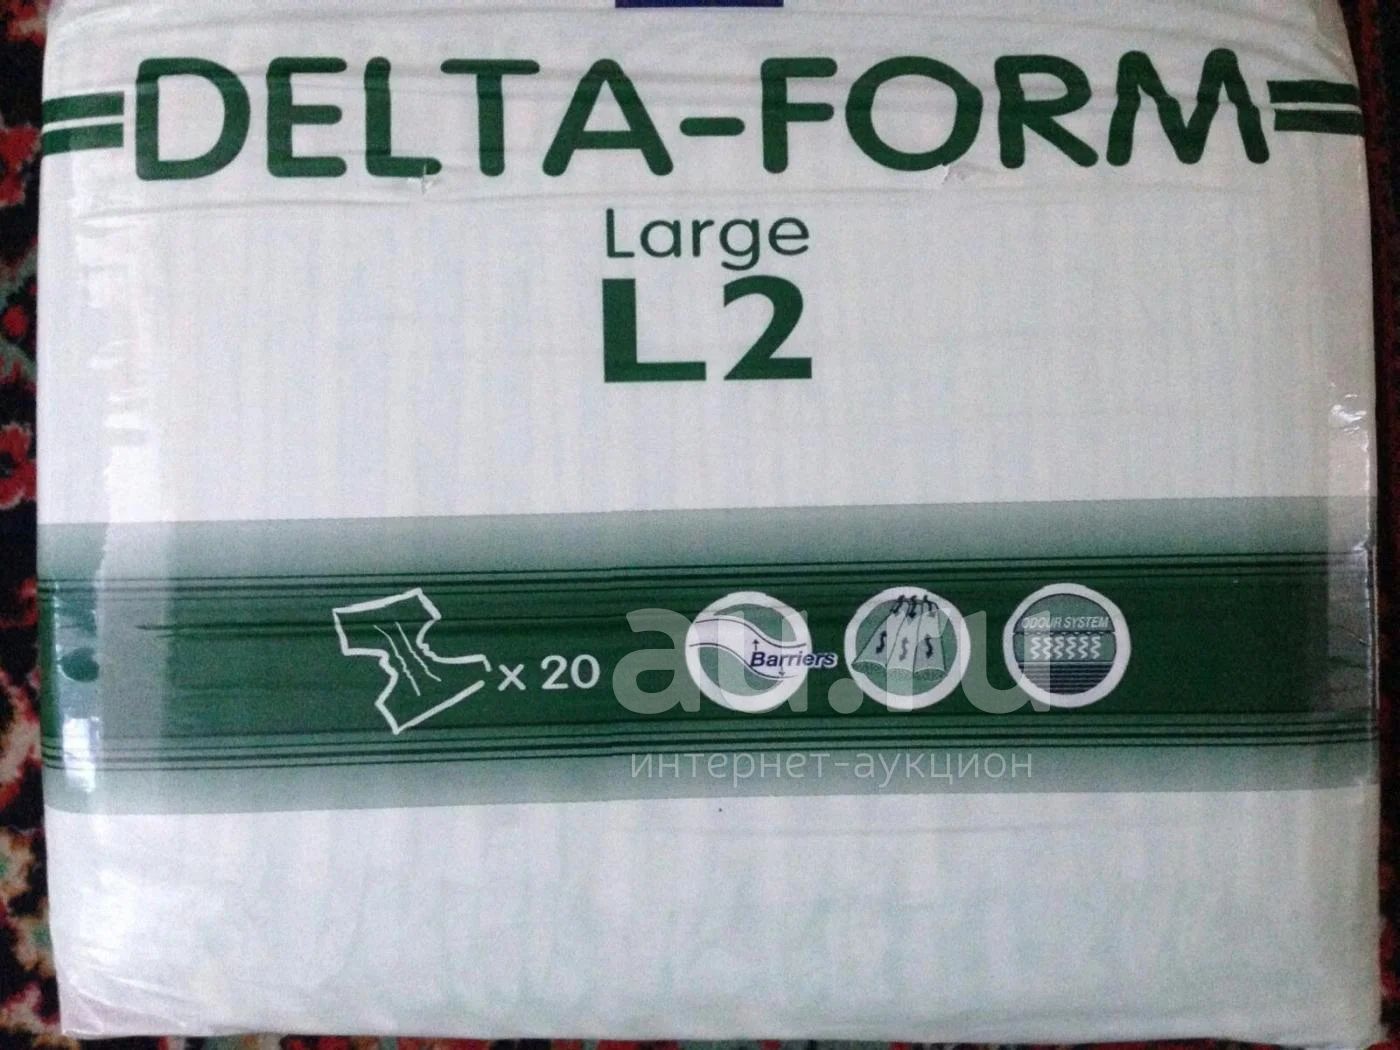 DELTA-FORM
Large
L2
x 20
Barriers
ODOUR SYSTEM
au.ru
интернет-аукцион